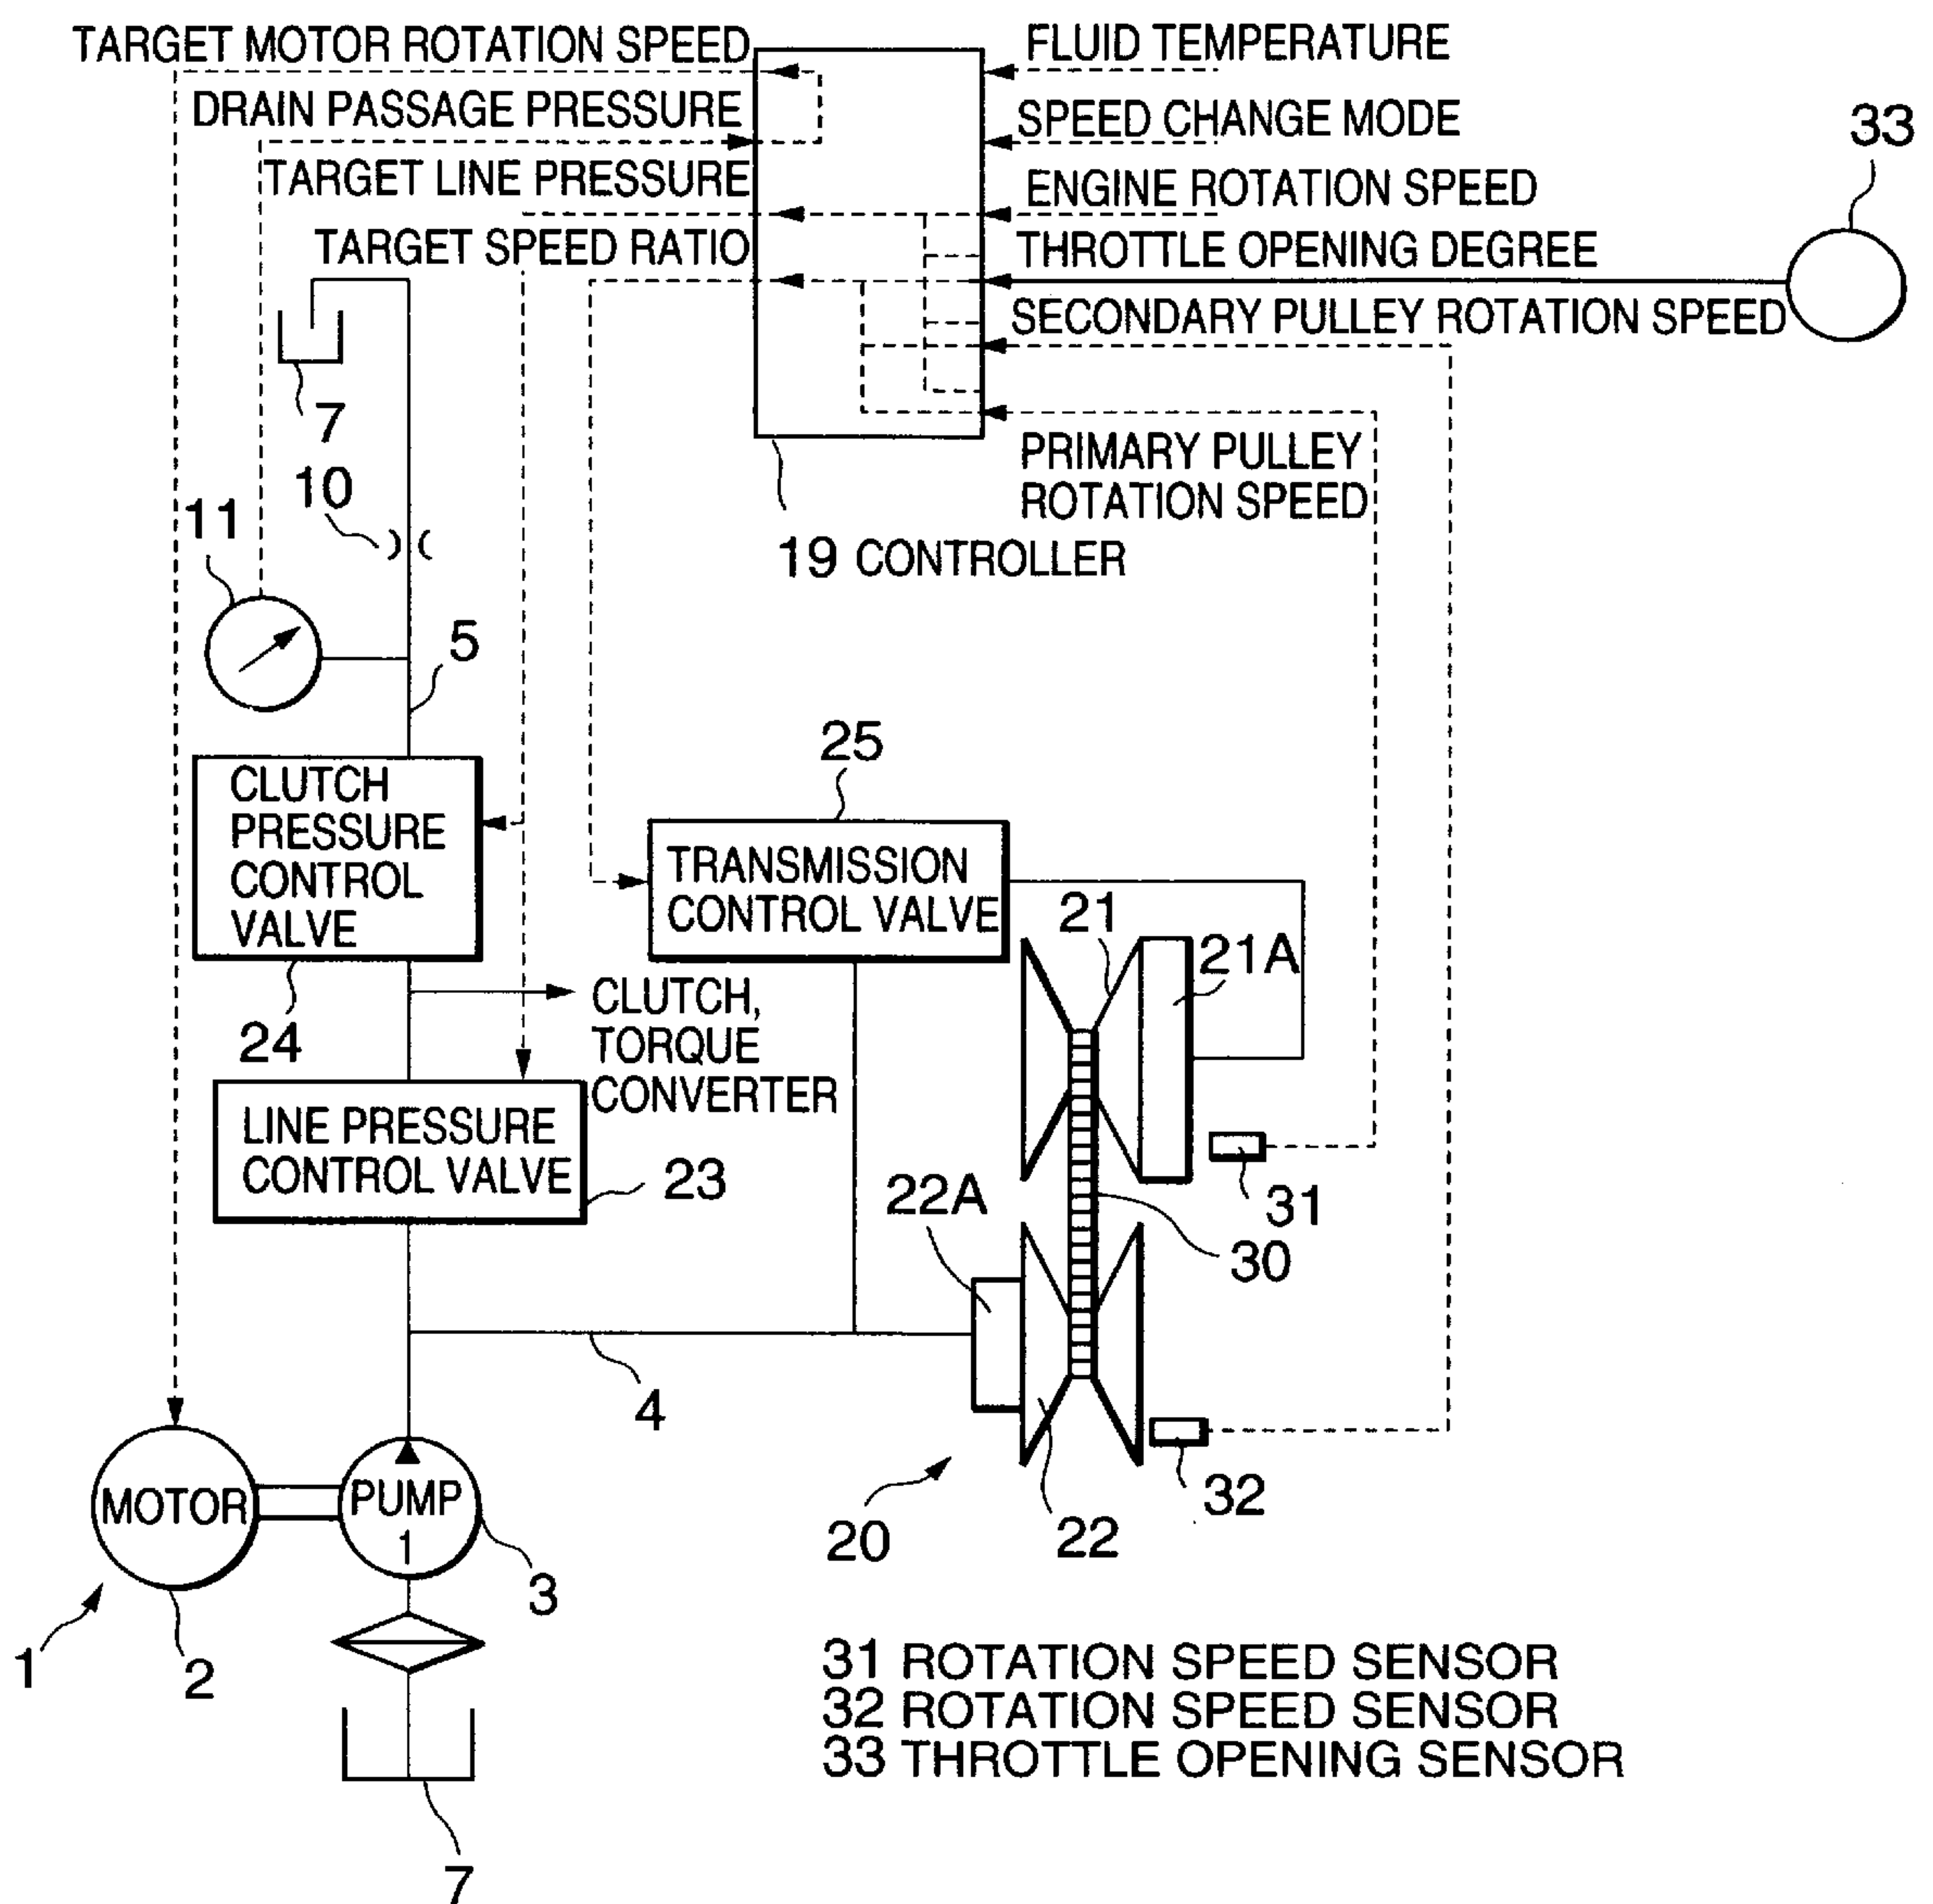 TARGET MOTOR ROTATION SPEED
FLUID TEMPERATURE
DRAIN PASSAGE PRESSURE
SPEED CHANGE MODE
33
TARGET LINE PRESSURE
ENGINE ROTATION SPEED
TARGET SPEED RATIO
THROTTLE OPENING DEGREE
SECONDARY PULLEY ROTATION SPEED
7
PRIMARY PULLEY
ROTATION SPEED
10
11
19 CONTROLLER
5
25
CLUTCH
PRESSURE
CONTROL
VALVE
TRANSMISSION
CONTROL VALVE
21
21A
24
CLUTCH,
TORQUE
CONVERTER
LINE PRESSURE
CONTROL VALVE
23
22A
31
30
4
MOTOR
PUMP
1
32
20
22
3
1
2
31 ROTATION SPEED SENSOR
32 ROTATION SPEED SENSOR
33 THROTTLE OPENING SENSOR
7